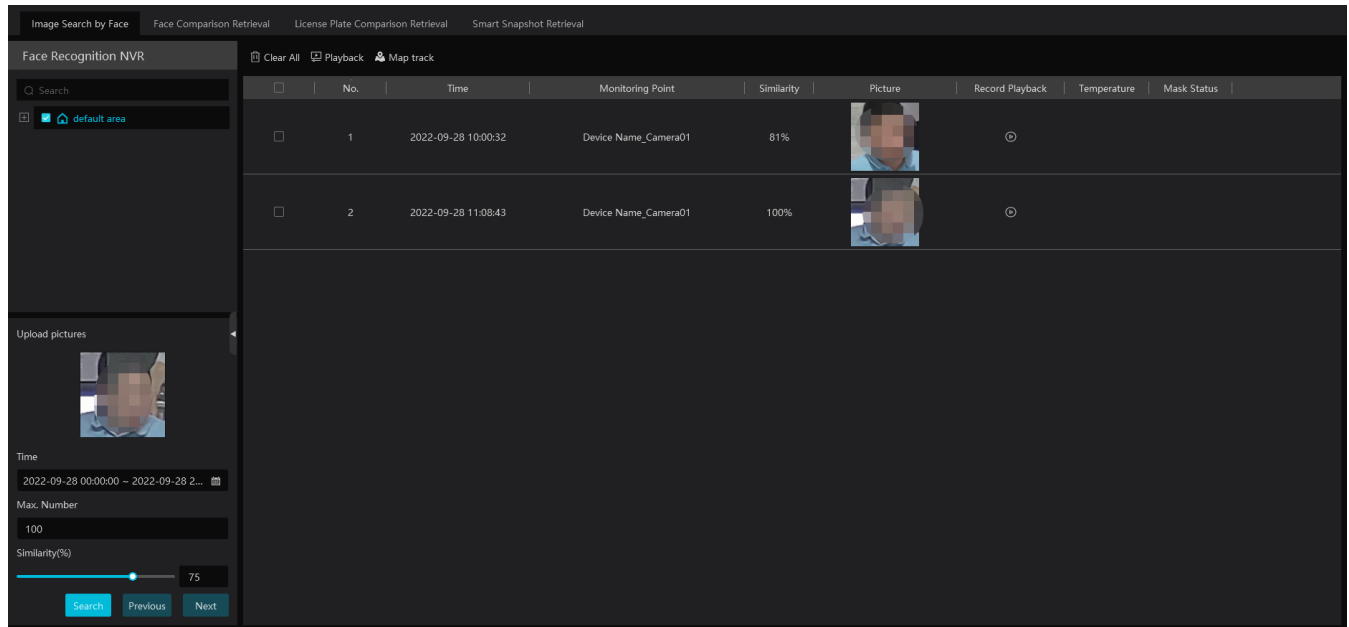 Image Search by Face Face Comparison Retrieval License Plate Comparison Retrieval Smart Snapshot Retrieval
Face Recognition NVR
Clear All Playback Map track
Search
default area
No. Time Monitoring Point Similarity Picture Record Playback Temperature Mask Status
1 2022-09-28 10:00:32 Device Name_Camera01 81%
2 2022-09-28 11:08:43 Device Name_Camera01 100%
Upload pictures
Time
2022-09-28 00:00:00 ~ 2022-09-28 2...
Max. Number
100
Similarity(%)
75
Search Previous Next